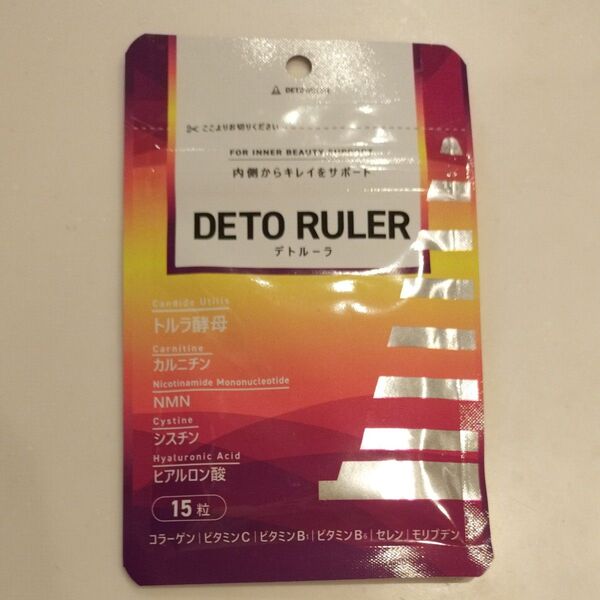 ここよりお切りください
FOR INNER BEAUTY SUPPORT
内側からキレイをサポート
DETO RULER
デトルーラ
Candida Utilis
トルラ酵母
Carnitine
カルニチン
Nicotinamide Mononucleotide
NMN
Cystine
シスチン
Hyaluronic Acid
ヒアルロン酸
15粒
コラーゲン|ビタミンC|ビタミンB1|ビタミンB6|セレン|モリブデン